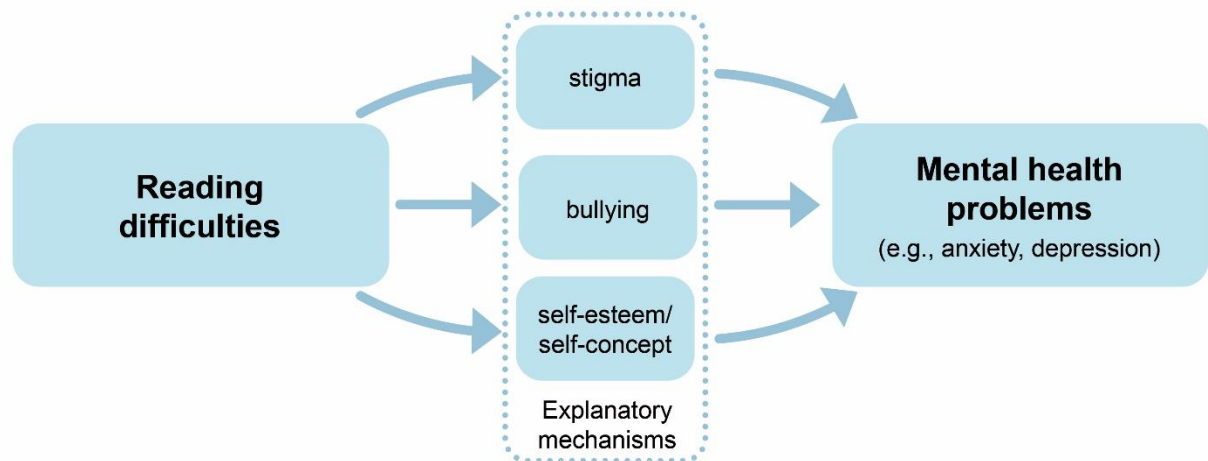 Reading
difficulties
stigma
bullying
self-esteem/
self-concept
Explanatory
mechanisms
Mental health
problems
(e.g., anxiety, depression)